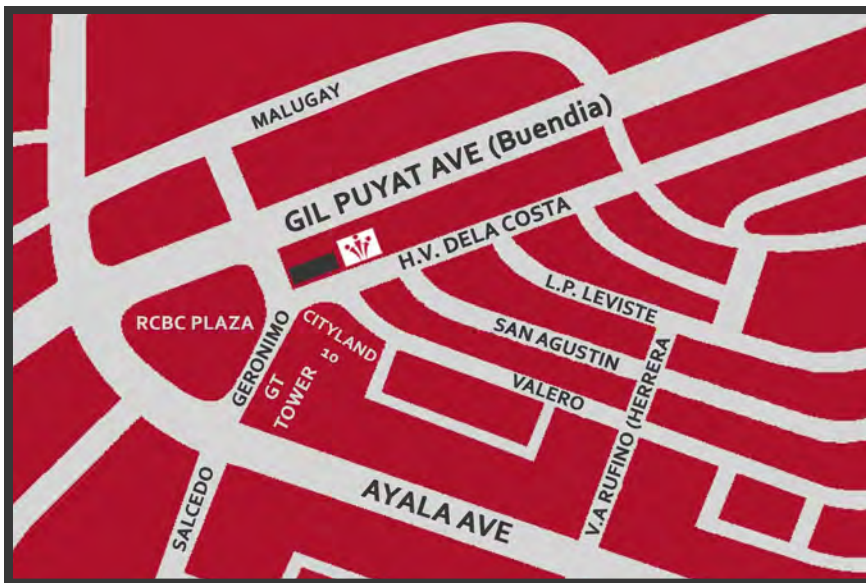 MALUGAY
GIL PUYAT AVE (Buendia)
H.V. DELA COSTA
L.P. LEVISTE
RCBC PLAZA
GERONIMO
CITYLAND
10
GT
TOWER
SAN AGUSTIN
VALERO
V.A RUFINO (HERRERA
SALCEDO
AYALA AVE